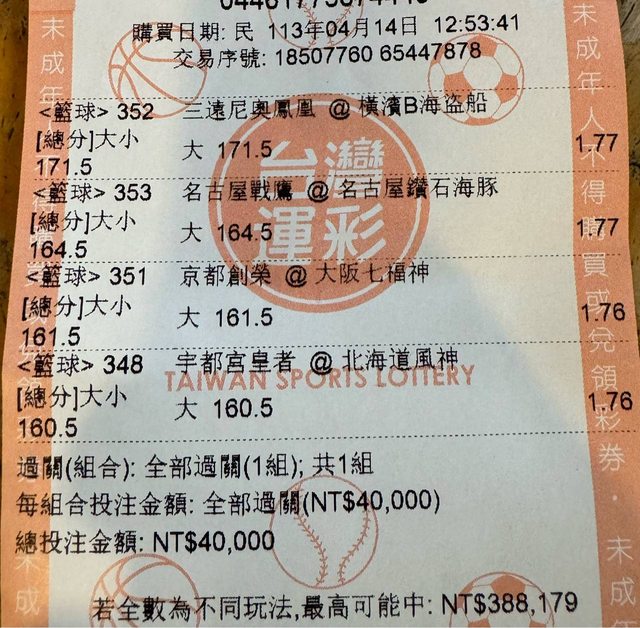 購買日期: 民 113年04月14日 12:53:41
交易序號: 18507760 65447878
<籃球> 352 三遠尼奧鳳凰 @ 橫濱B海盜船
[總分]大小 大 171.5 1.77
171.5
<籃球> 353 名古屋戰鷹 @ 名古屋鑽石海豚
[總分]大小 大 164.5 1.77
164.5
<籃球> 351 京都創榮 @ 大阪七福神
[總分]大小 大 161.5 1.76
161.5
<籃球> 348 宇都宮皇者 @ 北海道風神
[總分]大小 大 160.5 1.76
160.5
過關(組合): 全部過關(1組); 共1組
每組合投注金額: 全部過關(NT$40,000)
總投注金額: NT$40,000
若全數為不同玩法,最高可能中: NT$388,179
台灣
運彩
TAIWAN SPORTS LOTTERY
未成年人不得購買或兌領彩券・未成
未成年